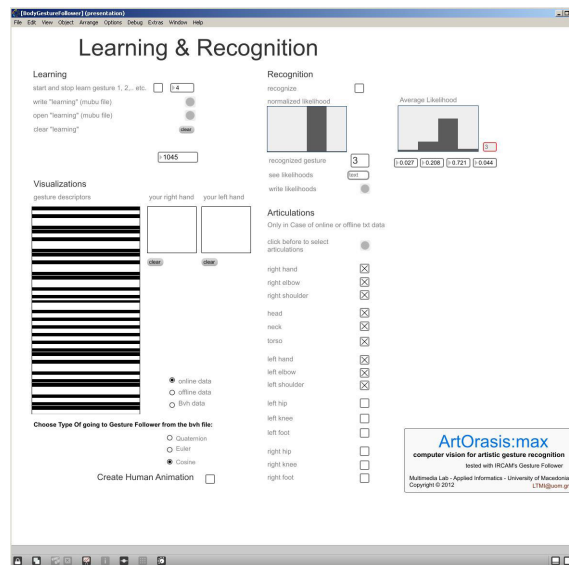 [BodyGestureFollower] (presentation)
File Edit View Object Arrange Options Debug Extras Window Help
Learning & Recognition
Learning
start and stop learn gesture 1, 2,.. etc.
4
write "learning" (mubu file)
open "learning" (mubu file)
clear "learning"
clear
1045
Visualizations
gesture descriptors
your right hand
your left hand
clear
clear
online data
offline data
Bvh data
Choose Type Of going to Gesture Follower from the bvh file:
Quaternion
Euler
Cosine
Create Human Animation
Recognition
recognize
normalized likelihood
Average Likelihood
3
recognized gesture
3
0.027 0.208 0.721 0.044
see likelihoods
text
write likelihoods
Articulations
Only in Case of online or offline txt data
click before to select
articulations
right hand
right elbow
right shoulder
head
neck
torso
left hand
left elbow
left shoulder
left hip
left knee
left foot
right hip
right knee
right foot
ArtOrasis:max
computer vision for artistic gesture recognition
tested with IRCAM's Gesture Follower
Multimedia Lab - Applied Informatics - University of Macedonia
Copyright © 2012
LTMI@uom.gr